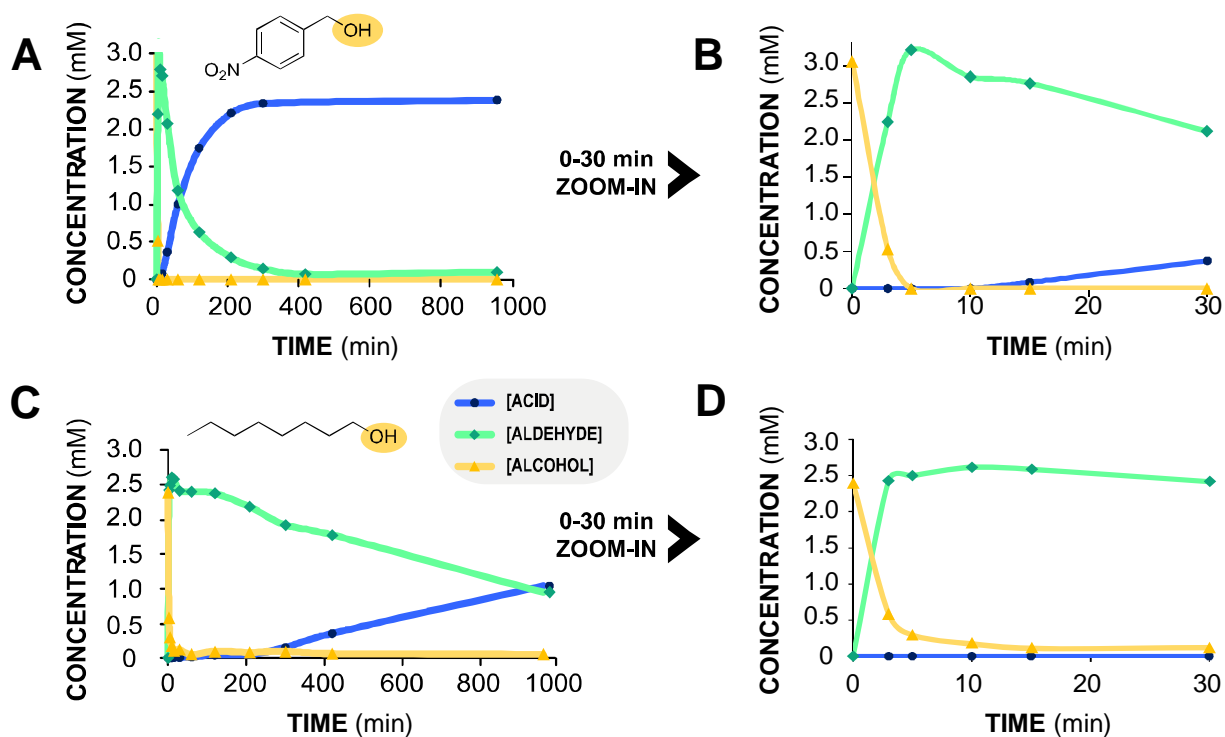 A
OH
O₂N
CONCENTRATION (mM)
3.0
2.5
2.0
1.5
1.0
0.5
0
0 200 400 600 800 1000
TIME (min)
0-30 min
ZOOM-IN
B
CONCENTRATION (mM)
3.0
2.5
2.0
1.5
1.0
0.5
0
0 10 20 30
TIME (min)
C
OH
[ACID]
[ALDEHYDE]
[ALCOHOL]
CONCENTRATION (mM)
3.0
2.5
2.0
1.5
1.0
0.5
0
0 200 400 600 800 1000
TIME (min)
0-30 min
ZOOM-IN
D
CONCENTRATION (mM)
3.0
2.5
2.0
1.5
1.0
0.5
0
0 10 20 30
TIME (min)